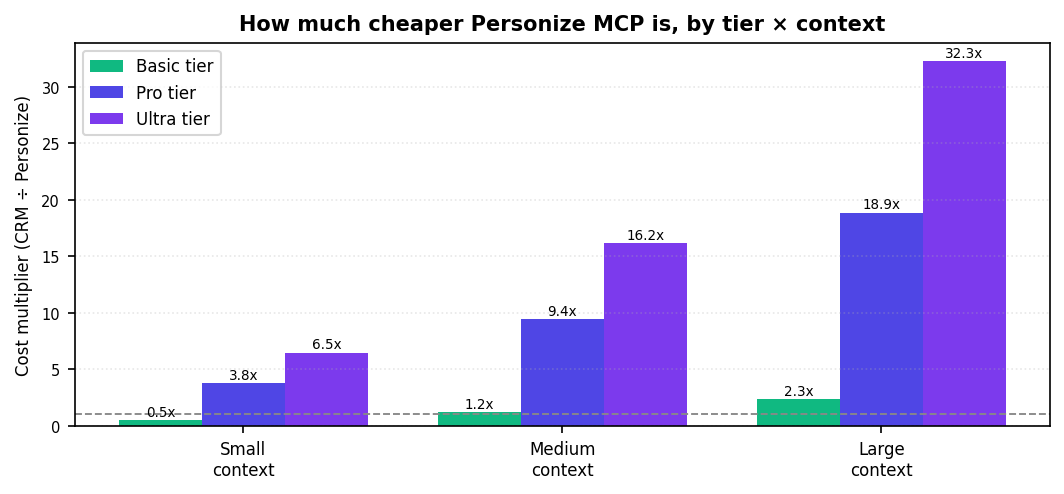 How much cheaper Personize MCP is, by tier × context
Cost multiplier (CRM ÷ Personize)
30
25
20
15
10
5
0
Basic tier
Pro tier
Ultra tier
0.5x
3.8x
6.5x
1.2x
9.4x
16.2x
2.3x
18.9x
32.3x
Small
context
Medium
context
Large
context